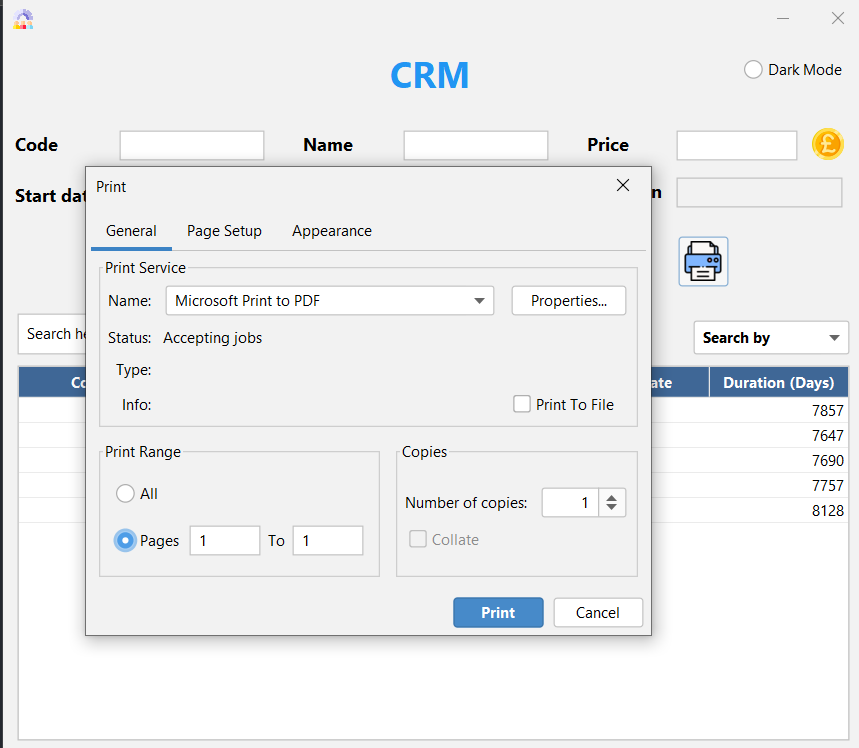 CRM
Dark Mode
Code Name Price
£
Start dat
n
Print
General Page Setup Appearance
Print Service
Name: Microsoft Print to PDF Properties...
Status: Accepting jobs
Type:
Info: Print To File
Search he
Search by
Co ate Duration (Days)
7857
7647
7690
7757
8128
Print Range
All
Pages 1 To 1
Copies
Number of copies: 1
Collate
Print Cancel